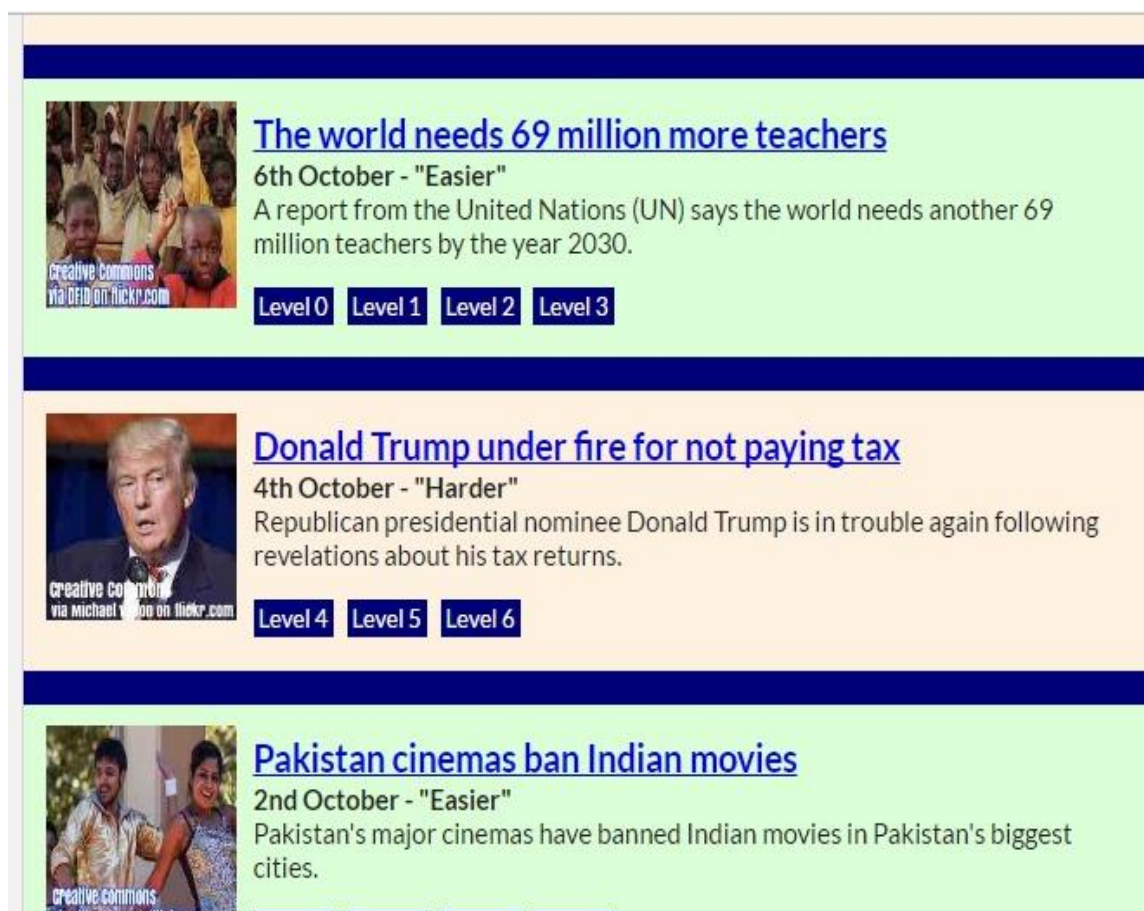 The world needs 69 million more teachers
6th October - "Easier"
A report from the United Nations (UN) says the world needs another 69
million teachers by the year 2030.
Creative Commons
via DFID on flickr.com
Level 0 Level 1 Level 2 Level 3
Donald Trump under fire for not paying tax
4th October - "Harder"
Republican presidential nominee Donald Trump is in trouble again following
revelations about his tax returns.
Creative Commons
via Michael on flickr.com
Level 4 Level 5 Level 6
Pakistan cinemas ban Indian movies
2nd October - "Easier"
Pakistan's major cinemas have banned Indian movies in Pakistan's biggest
cities.
Creative Commons